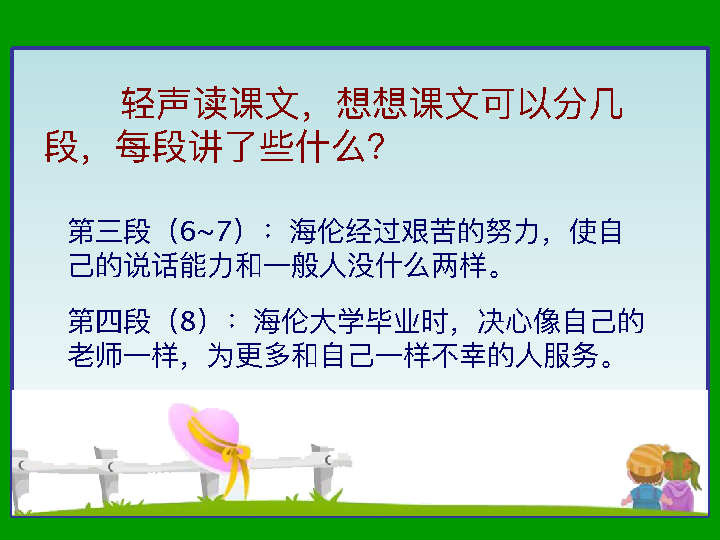 轻声读课文，想想课文可以分几
段，每段讲了些什么？
第三段（6~7）：海伦经过艰苦的努力，使自
己的说话能力和一般人没什么两样。
第四段（8）：海伦大学毕业时，决心像自己的
老师一样，为更多和自己一样不幸的人服务。